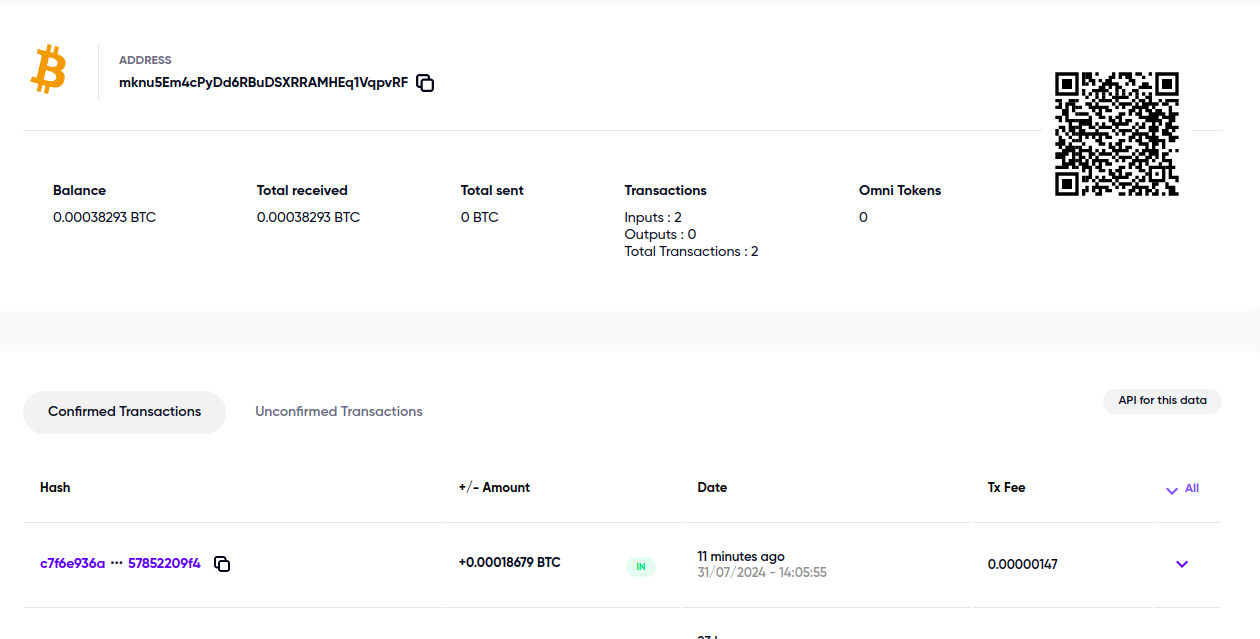 ADDRESS
mknu5Em4cPyDd6RBuDSXRRAMHEq1VqpvRF
Balance Total received Total sent Transactions Omni Tokens
0.00038293 BTC 0.00038293 BTC 0 BTC Inputs : 2 0
Outputs : 0
Total Transactions : 2
Confirmed Transactions Unconfirmed Transactions API for this data
Hash +/- Amount Date Tx Fee All
c7f6e936a ··· 57852209f4 +0.00018679 BTC IN 11 minutes ago 0.00000147
31/07/2024 - 14:05:55